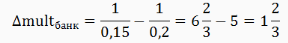 Δmult_банк = 1/0,15 − 1/0,2 = 6 2/3 − 5 = 1 2/3